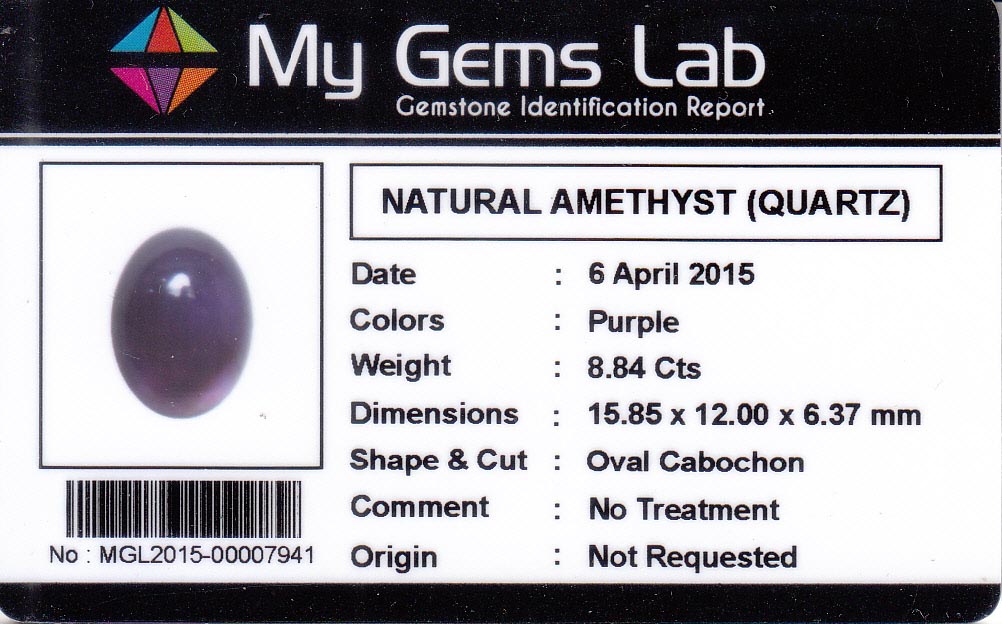 My Gems Lab
Gemstone Identification Report
NATURAL AMETHYST (QUARTZ)
Date : 6 April 2015
Colors : Purple
Weight : 8.84 Cts
Dimensions : 15.85 x 12.00 x 6.37 mm
Shape & Cut : Oval Cabochon
Comment : No Treatment
Origin : Not Requested
No : MGL2015-00007941